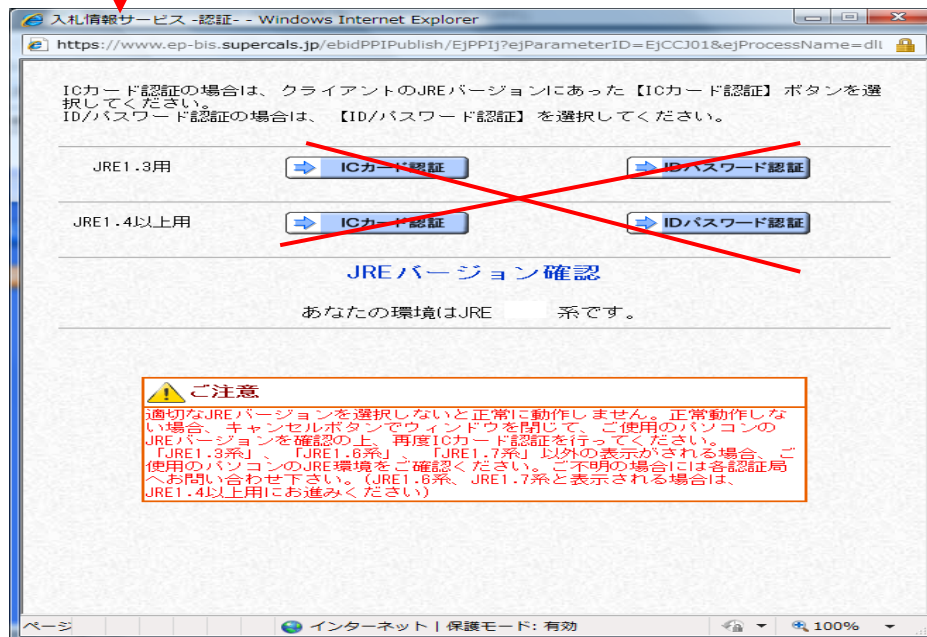 入札情報サービス -認証- - Windows Internet Explorer
https://www.ep-bis.supercals.jp/ebidPPIPublish/EjPPIj?ejParameterID=EjCCJ01&ejProcessName=dlt
ICカード認証の場合は、クライアントのJREバージョンにあった【ICカード認証】ボタンを選
択してください。
ID/パスワード認証の場合は、【ID/パスワード認証】を選択してください。
JRE1.3用 ICカード認証 IDパスワード認証
JRE1.4以上用 ICカード認証 IDパスワード認証
JREバージョン確認
あなたの環境はJRE 系です。
ご注意
適切なJREバージョンを選択しないと正常に動作しません。正常動作しな
い場合、キャンセルボタンでウィンドウを閉じて、ご使用のパソコンの
JREバージョンを確認の上、再度ICカード認証を行ってください。
「JRE1.3系」、「JRE1.6系」、「JRE1.7系」以外の表示がされる場合、ご
使用のパソコンのJRE環境をご確認ください。ご不明の場合には各認証局
へお問い合わせ下さい。(JRE1.6系、JRE1.7系と表示される場合は、
JRE1.4以上用にお進みください)
ページ インターネット | 保護モード: 有効 100%